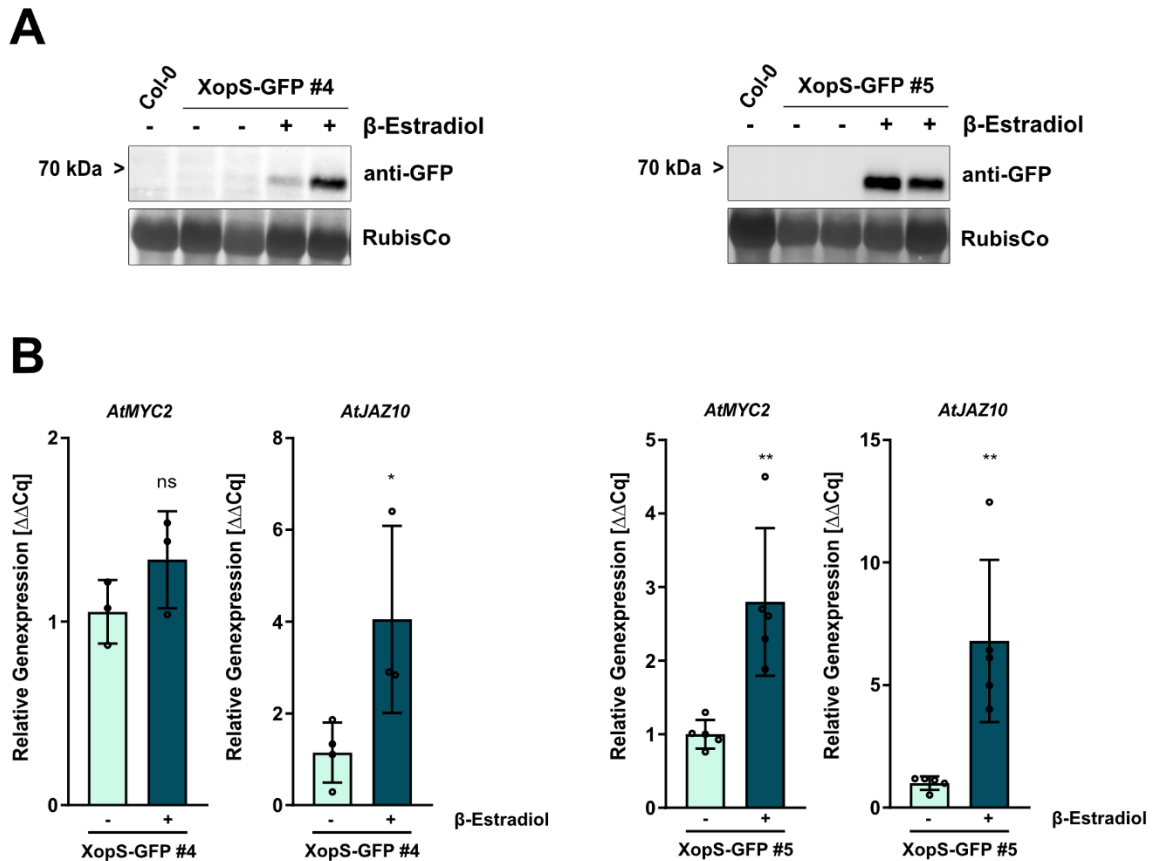 A
Col-0 XopS-GFP #4
- - - + + β-Estradiol
70 kDa > anti-GFP
RubisCo
Col-0 XopS-GFP #5
- - - + + β-Estradiol
70 kDa > anti-GFP
RubisCo
B
AtMYC2
Relative Genexpression [ΔΔCq]
2
1
0
ns
- +
XopS-GFP #4
AtJAZ10
Relative Genexpression [ΔΔCq]
8
6
4
2
0
*
- + β-Estradiol
XopS-GFP #4
AtMYC2
Relative Genexpression [ΔΔCq]
5
4
3
2
1
0
**
- +
XopS-GFP #5
AtJAZ10
Relative Genexpression [ΔΔCq]
15
10
5
0
**
- + β-Estradiol
XopS-GFP #5